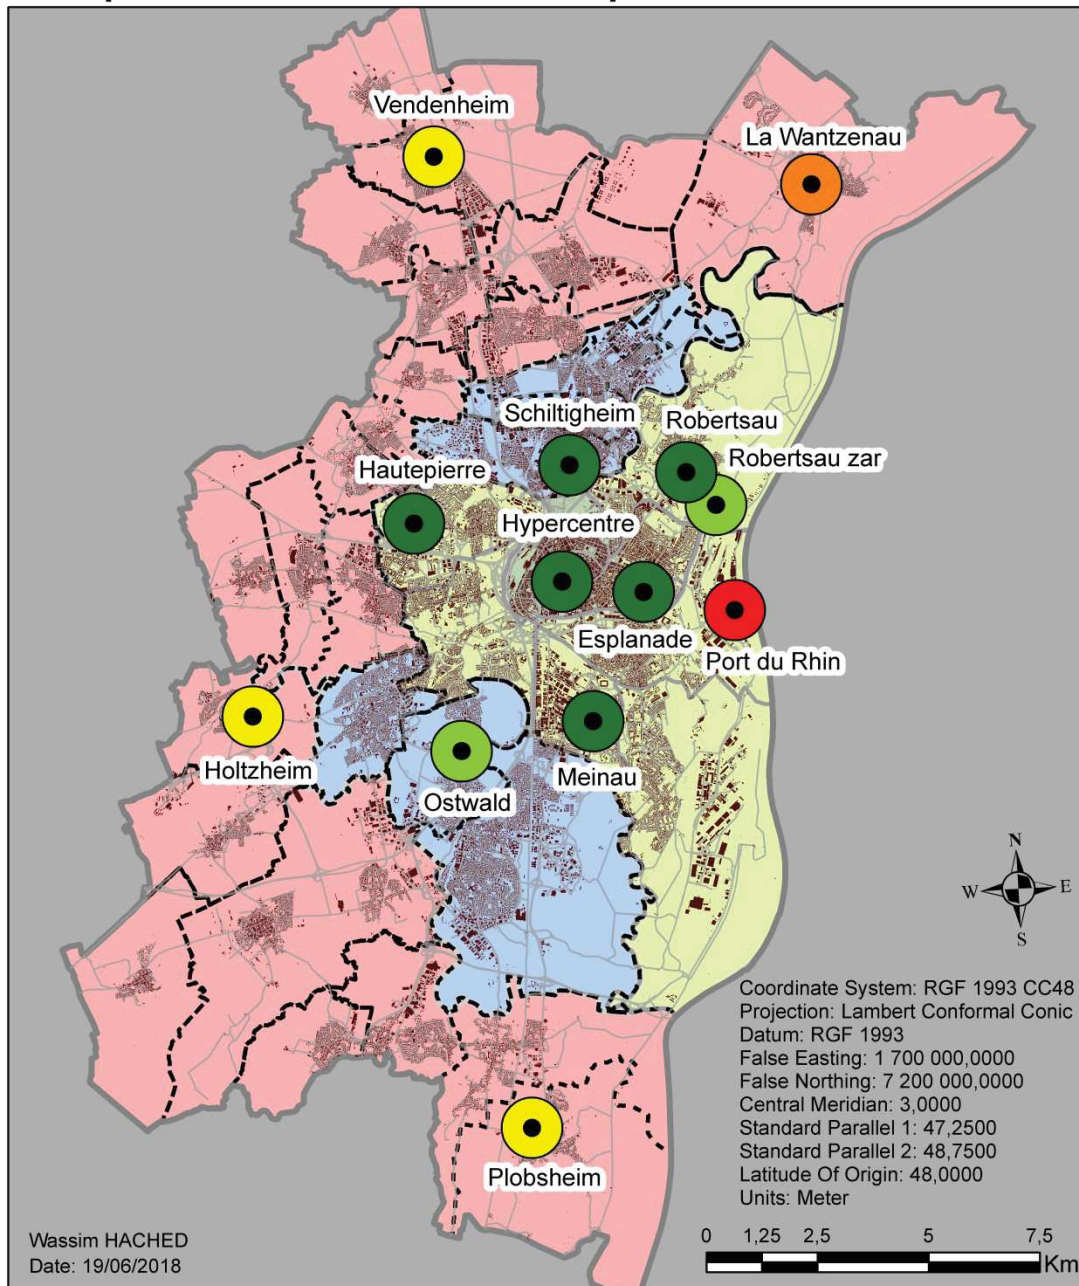 Vendenheim
La Wantzenau
Schiltigheim
Robertsau
Robertsau zar
Hautepierre
Hypercentre
Esplanade
Port du Rhin
Holtzheim
Meinau
Ostwald
N
W
E
S
Coordinate System: RGF 1993 CC48
Projection: Lambert Conformal Conic
Datum: RGF 1993
False Easting: 1 700 000,0000
False Northing: 7 200 000,0000
Central Meridian: 3,0000
Standard Parallel 1: 47,2500
Standard Parallel 2: 48,7500
Latitude Of Origin: 48,0000
Units: Meter
Plobsheim
Wassim HACHED
Date: 19/06/2018
0 1,25 2,5 5 7,5
Km